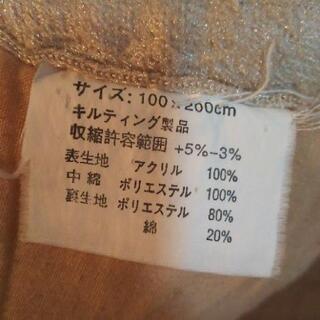 サイズ: 100×260cm
キルティング製品
収縮許容範囲 +5%-3%
表生地 アクリル 100%
中綿 ポリエステル 100%
裏生地 ポリエステル 80%
綿 20%